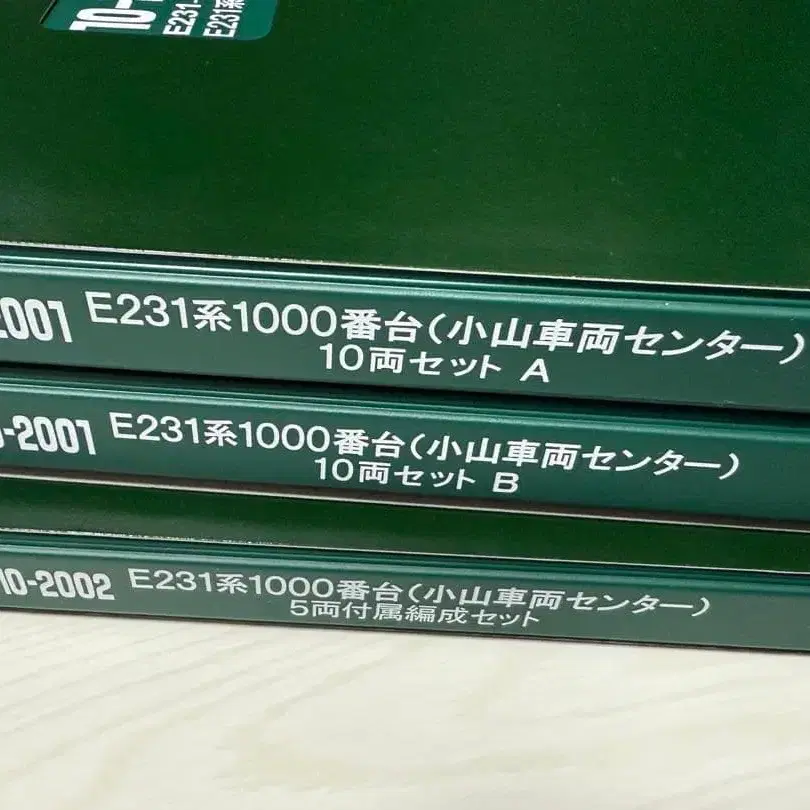 E231系
2001 E231系1000番台(小山車両センター)
10両セット A
-2001 E231系1000番台(小山車両センター)
10両セット B
10-2002 E231系1000番台(小山車両センター)
5両付属編成セット